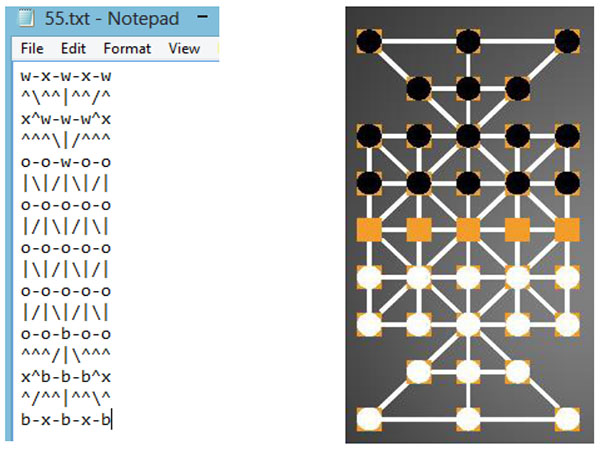 55.txt - Notepad
File Edit Format View
w-x-w-x-w
^\^^|^^/^
x^w-w-w^x
^^^\|/^^^
o-o-w-o-o
|\|/|\|/|
o-o-o-o-o
|/|\|/|\|
o-o-o-o-o
|\|/|\|/|
o-o-o-o-o
|/|\|/|\|
o-o-b-o-o
^^^/|\^^^
x^b-b-b^x
^/^^|^^\^
b-x-b-x-b